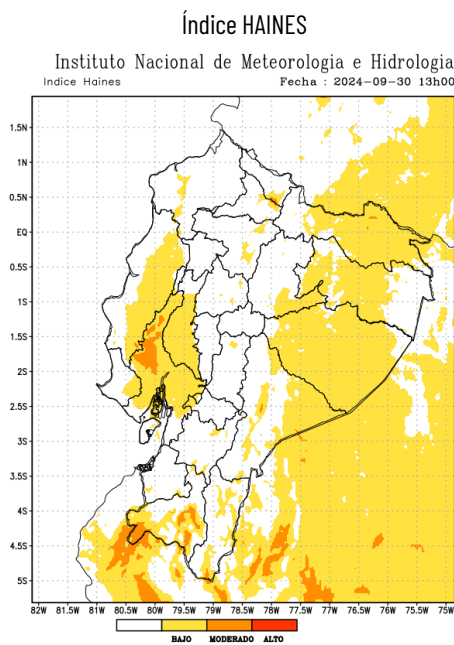 Índice HAINES
Instituto Nacional de Meteorologia e Hidrologia
Indice Haines Fecha : 2024-09-30 13h00
1.5N
1N
0.5N
EQ
0.5S
1S
1.5S
2S
2.5S
3S
3.5S
4S
4.5S
5S
82W 81.5W 81W 80.5W 80W 79.5W 79W 78.5W 78W 77.5W 77W 76.5W 76W 75.5W 75W
BAJO MODERADO ALTO